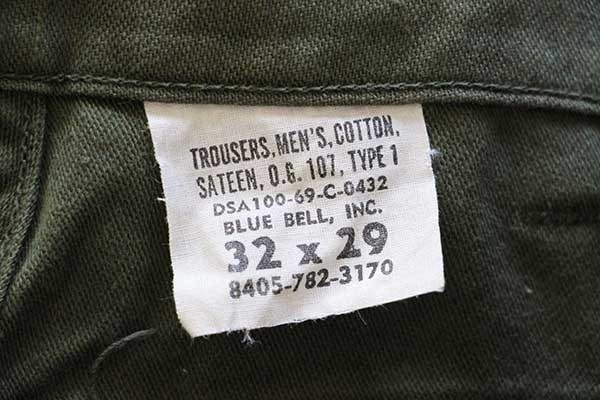 TROUSERS, MEN'S, COTTON,
SATEEN, O.G. 107, TYPE 1
DSA100-69-C-0432
BLUE BELL, INC.
32 x 29
8405-782-3170